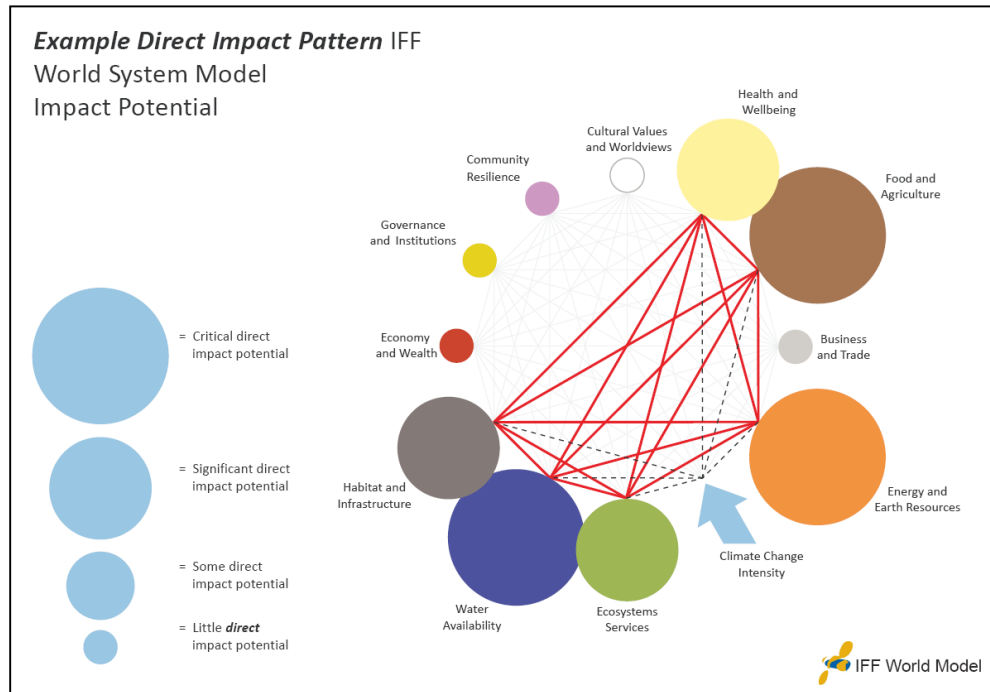 Example Direct Impact Pattern IFF
World System Model
Impact Potential
Health and
Wellbeing
Cultural Values
and Worldviews
Community
Resilience
Food and
Agriculture
Governance
and Institutions
Economy
and Wealth
Business
and Trade
= Critical direct
impact potential
= Significant direct
impact potential
= Some direct
impact potential
= Little direct
impact potential
Habitat and
Infrastructure
Energy and
Earth Resources
Climate Change
Intensity
Water
Availability
Ecosystems
Services
IFF World Model